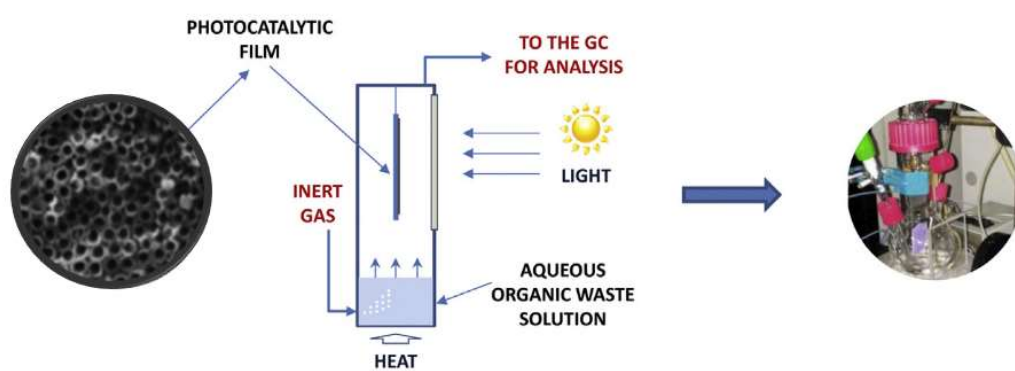 PHOTOCATALYTIC
FILM
TO THE GC
FOR ANALYSIS
LIGHT
INERT
GAS
AQUEOUS
ORGANIC WASTE
SOLUTION
HEAT